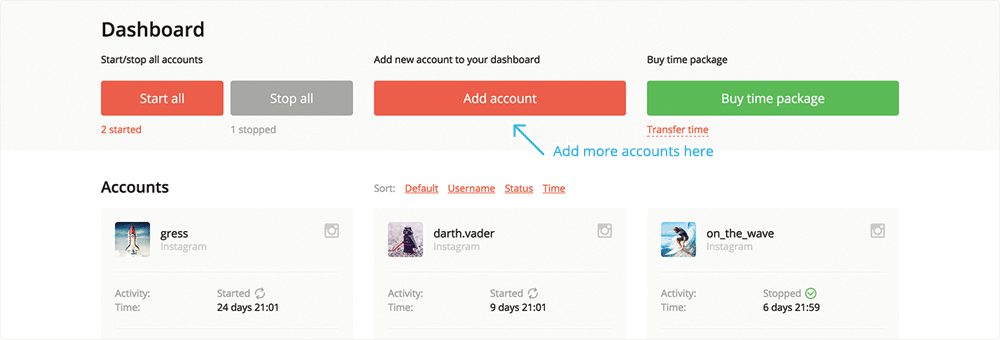 Dashboard
Start/stop all accounts
Add new account to your dashboard
Buy time package
Start all
Stop all
Add account
Buy time package
2 started
1 stopped
Transfer time
Add more accounts here
Accounts
Sort: Default Username Status Time
gress
Instagram
darth.vader
Instagram
on_the_wave
Instagram
Activity: Started
Time: 24 days 21:01
Activity: Started
Time: 9 days 21:01
Activity: Stopped
Time: 6 days 21:59